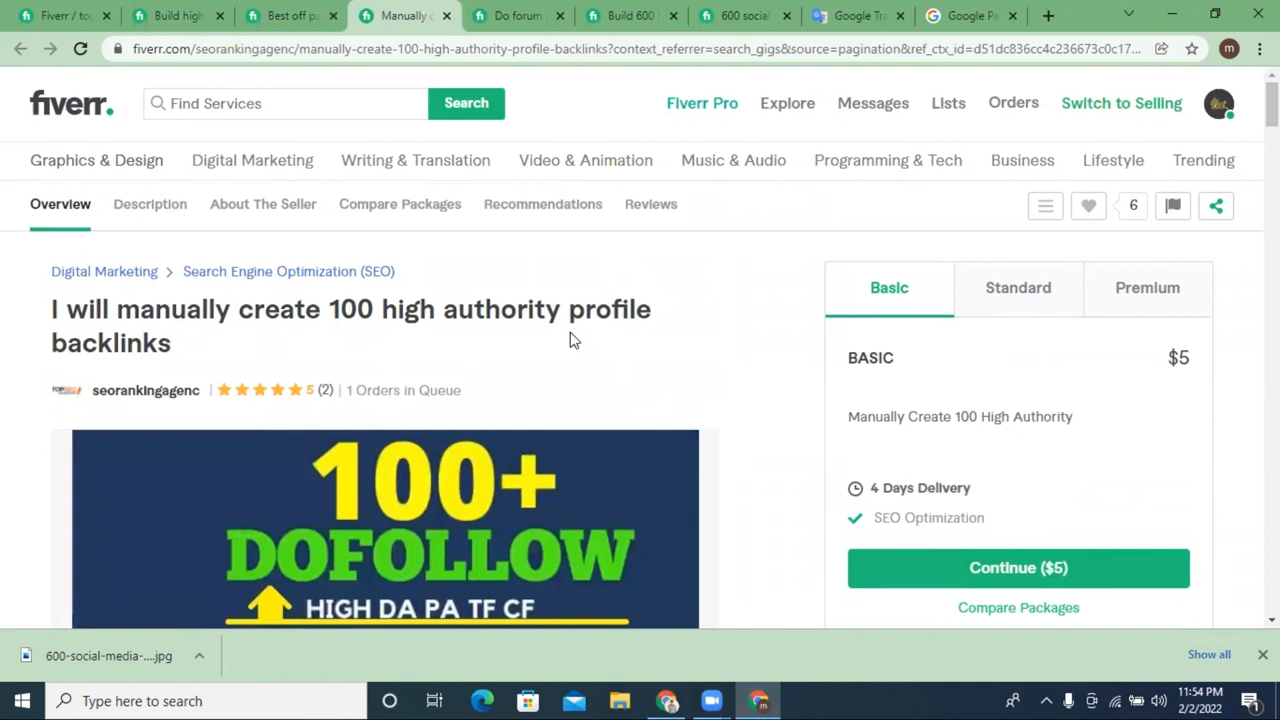 Fiverr / to
Build high
Best off p
Manually c
Do forum
Build 600
600 social
Google Tra
Google Pa
fiverr.com/seorankingagenc/manually-create-100-high-authority-profile-backlinks?context_referrer=search_gigs&source=pagination&ref_ctx_id=d51dc836cc4c236673c0c17...
m
fiverr.
Find Services
Search
Fiverr Pro
Explore
Messages
Lists
Orders
Switch to Selling
Graphics & Design
Digital Marketing
Writing & Translation
Video & Animation
Music & Audio
Programming & Tech
Business
Lifestyle
Trending
Overview
Description
About The Seller
Compare Packages
Recommendations
Reviews
6
Digital Marketing > Search Engine Optimization (SEO)
I will manually create 100 high authority profile
backlinks
seorankingagenc
5 (2)
1 Orders in Queue
100+
DOFOLLOW
HIGH DA PA TF CF
Basic
Standard
Premium
BASIC
$5
Manually Create 100 High Authority
4 Days Delivery
SEO Optimization
Continue ($5)
Compare Packages
600-social-media-....jpg
Show all
Type here to search
11:54 PM
2/2/2022
1